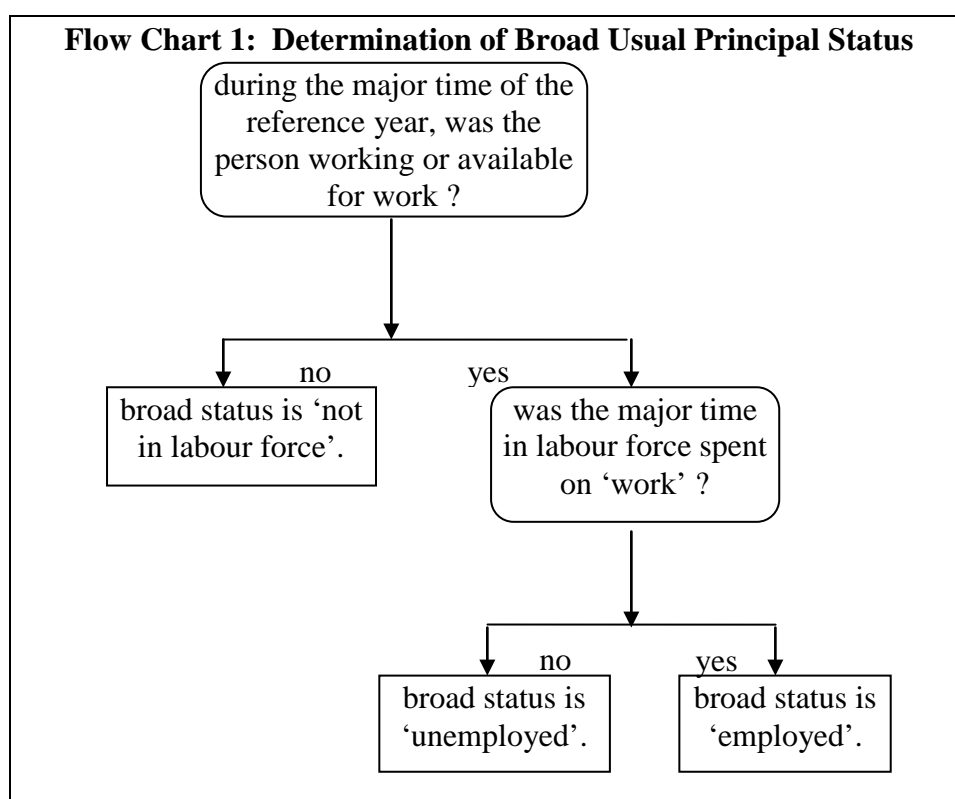 Flow Chart 1:  Determination of Broad Usual Principal Status
during the major time of the
reference year, was the
person working or available
for work ?
no
yes
broad status is ‘not
in labour force’.
was the major time
in labour force spent
on ‘work’ ?
no
yes
broad status is
‘unemployed’.
broad status is
‘employed’.